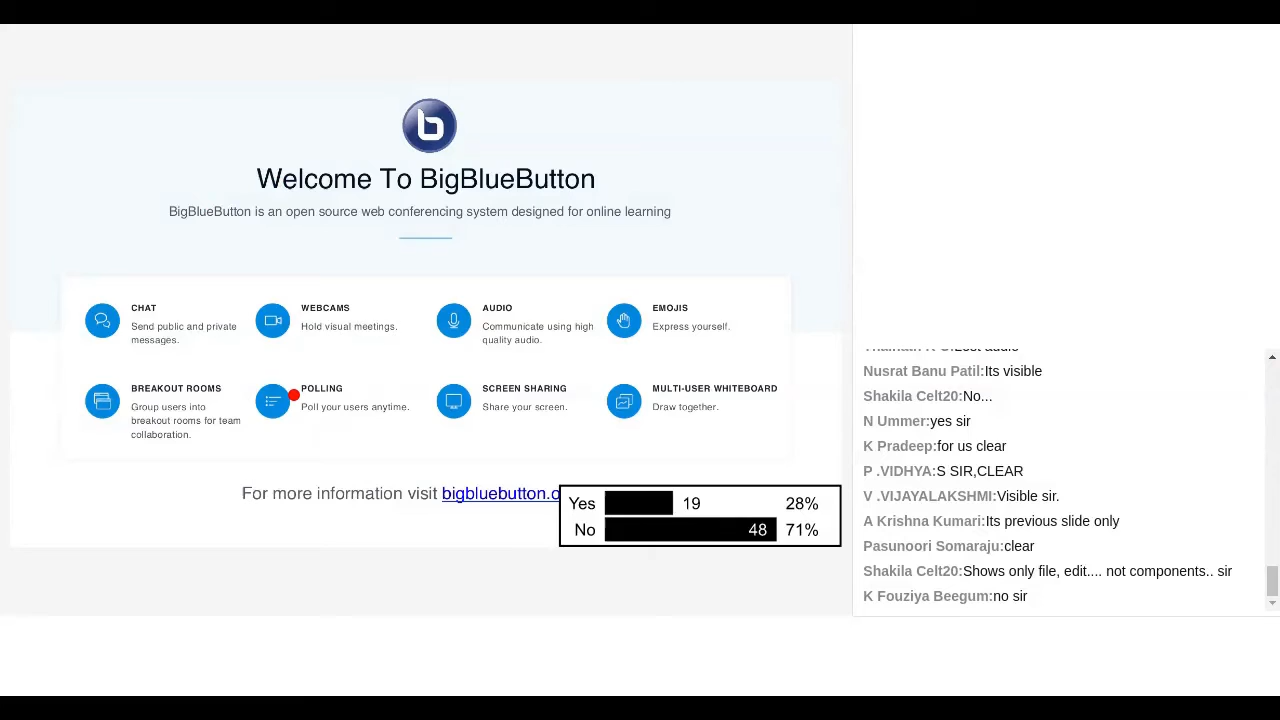 Welcome To BigBlueButton
BigBlueButton is an open source web conferencing system designed for online learning
CHAT
Send public and private
messages.
WEBCAMS
Hold visual meetings.
AUDIO
Communicate using high
quality audio.
EMOJIS
Express yourself.
BREAKOUT ROOMS
Group users into
breakout rooms for team
collaboration.
POLLING
Poll your users anytime.
SCREEN SHARING
Share your screen.
MULTI-USER WHITEBOARD
Draw together.
For more information visit bigbluebutton.o
Yes 19 28%
No 48 71%
Nusrat Banu Patil:Its visible
Shakila Celt20:No...
N Ummer:yes sir
K Pradeep:for us clear
P .VIDHYA:S SIR,CLEAR
V .VIJAYALAKSHMI:Visible sir.
A Krishna Kumari:Its previous slide only
Pasunoori Somaraju:clear
Shakila Celt20:Shows only file, edit.... not components.. sir
K Fouziya Beegum:no sir